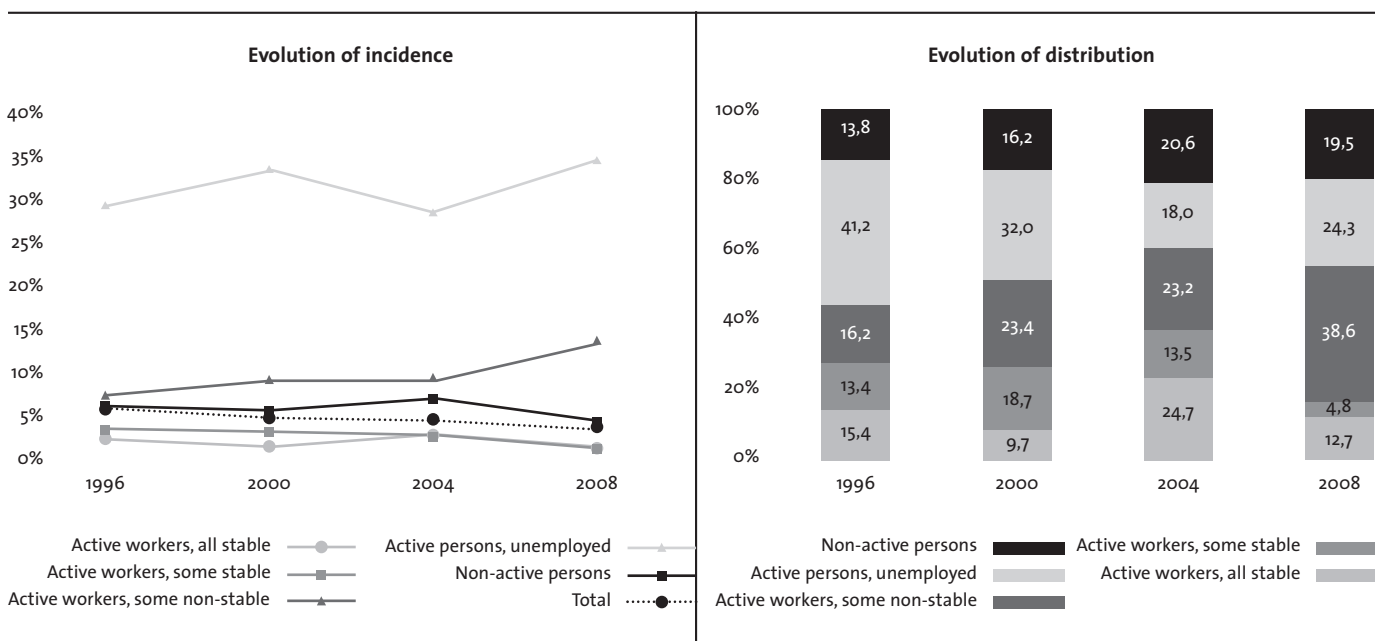 Evolution of incidence
40%
35%
30%
25%
20%
15%
10%
5%
0%
1996 2000 2004 2008
Active workers, all stable
Active workers, some stable
Active workers, some non-stable
Active persons, unemployed
Non-active persons
Total
Evolution of distribution
100%
80%
60%
40%
20%
0%
13,8 16,2 20,6 19,5
41,2 32,0 18,0 24,3
16,2 23,4 23,2 38,6
13,4 18,7 13,5 4,8
15,4 9,7 24,7 12,7
1996 2000 2004 2008
Non-active persons
Active persons, unemployed
Active workers, some non-stable
Active workers, some stable
Active workers, all stable